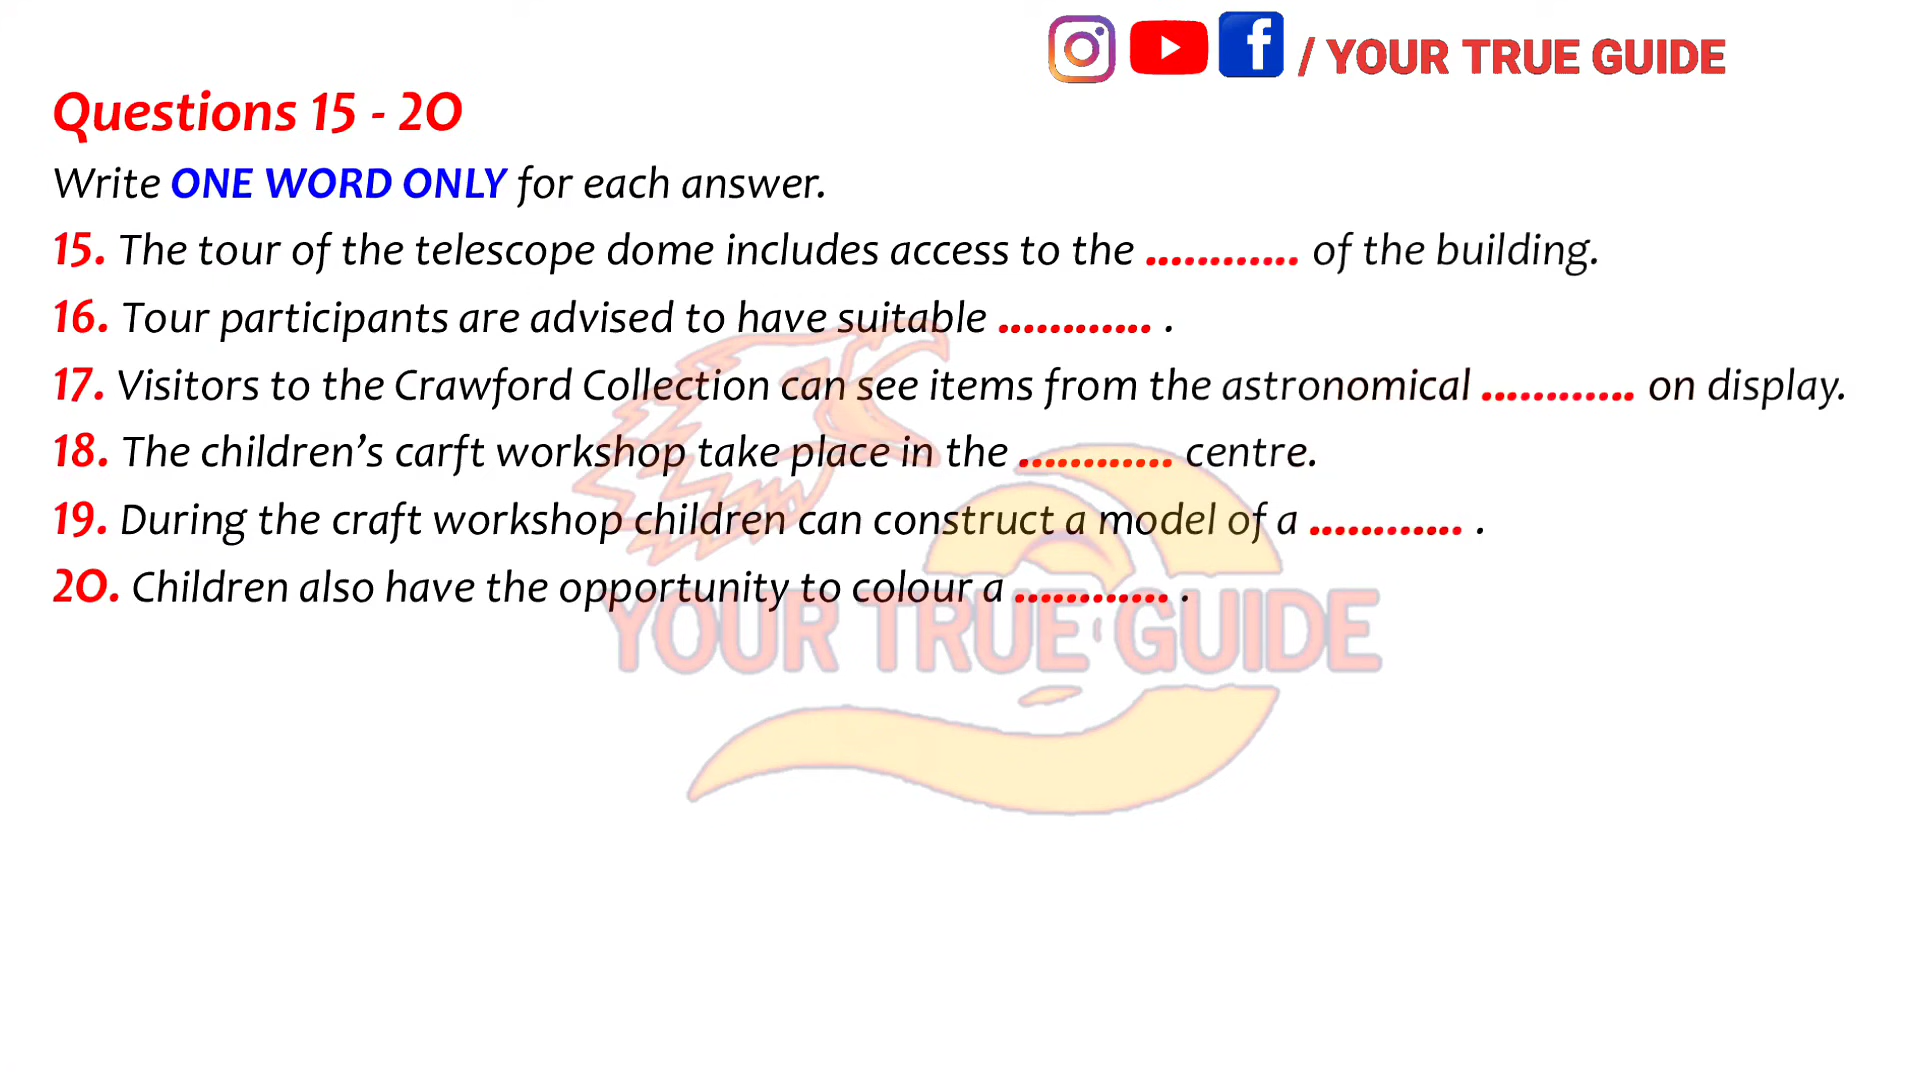 / YOUR TRUE GUIDE
Questions 15 - 20
Write ONE WORD ONLY for each answer.
15. The tour of the telescope dome includes access to the ............ of the building.
16. Tour participants are advised to have suitable ............ .
17. Visitors to the Crawford Collection can see items from the astronomical ............ on display.
18. The children’s carft workshop take place in the ............ centre.
19. During the craft workshop children can construct a model of a ............ .
20. Children also have the opportunity to colour a ............ .
YOUR TRUE GUIDE